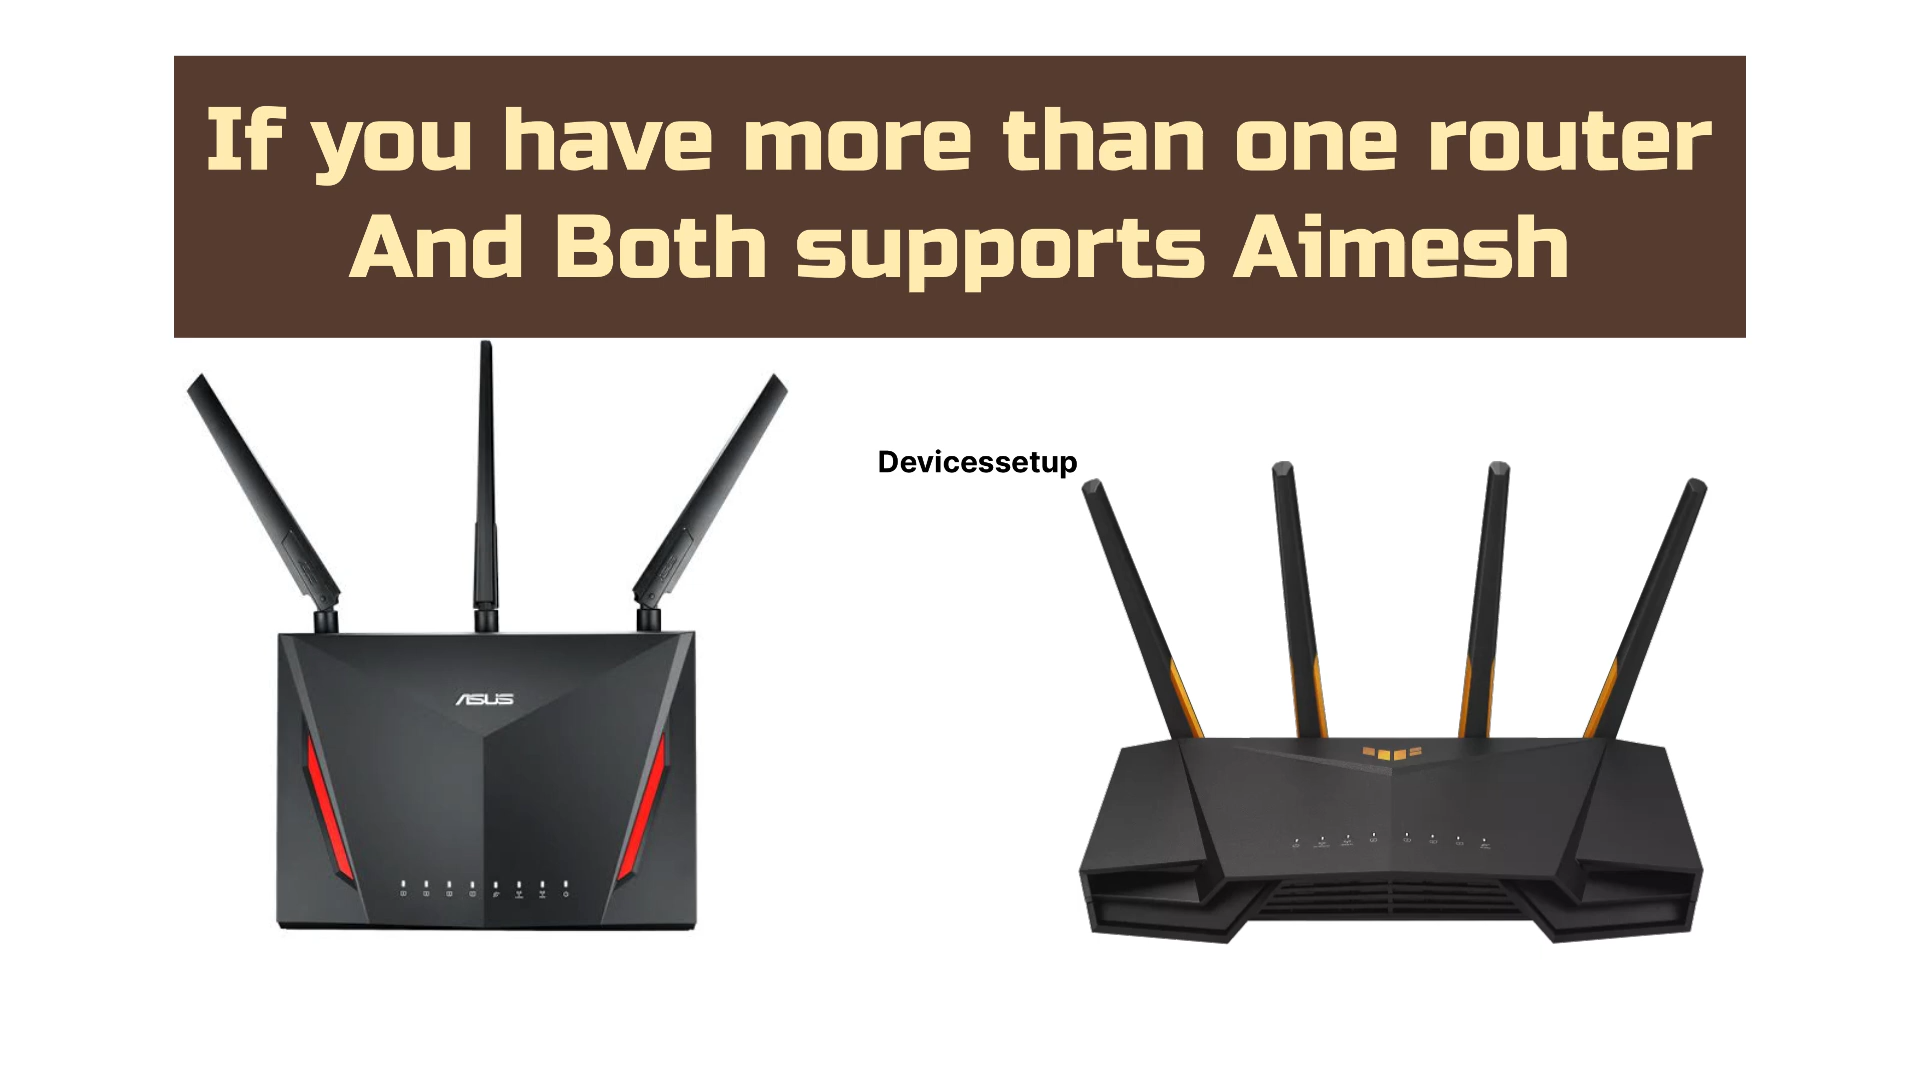 If you have more than one router
And Both supports Aimesh
Devicessetup
ASUS